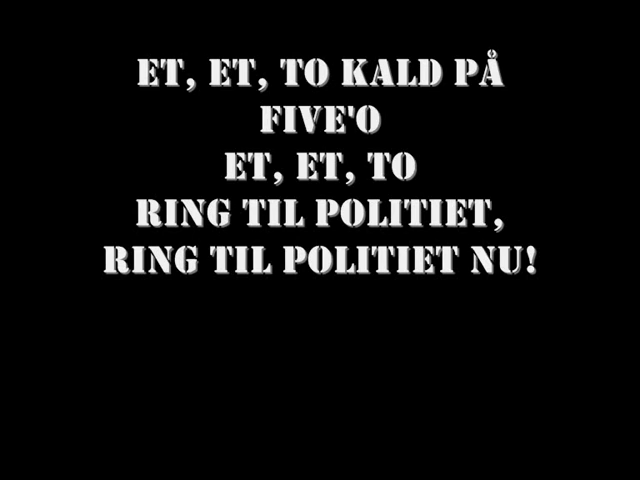 ET, ET, TO KALD PÅ
FIVE'O
ET, ET, TO
RING TIL POLITIET,
RING TIL POLITIET NU!